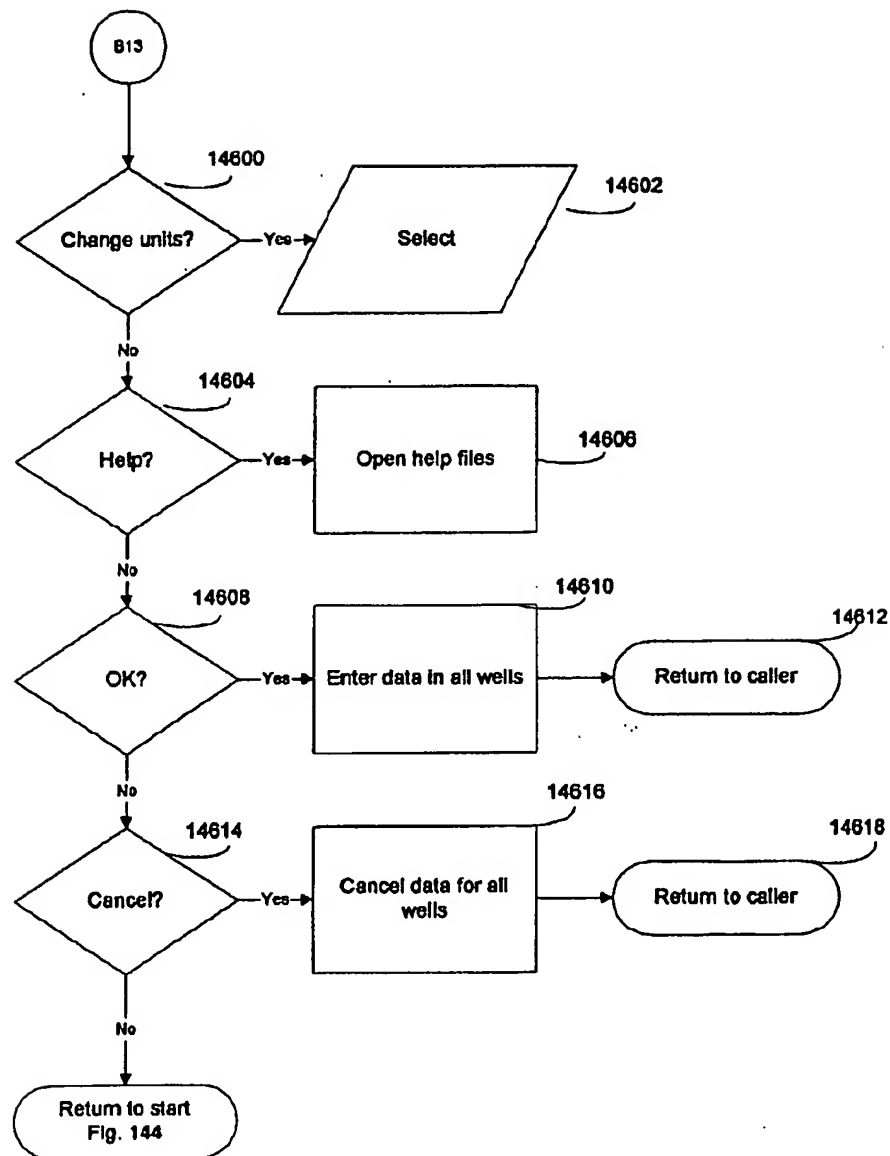 B13
14600
14602
Change units?
Yes
Select
No
14604
Help?
Yes
Open help files
14606
No
14608
14610
14612
OK?
Yes
Enter data in all wells
Return to caller
No
14614
14616
14618
Cancel?
Yes
Cancel data for all
wells
Return to caller
No
Return to start
Fig. 144